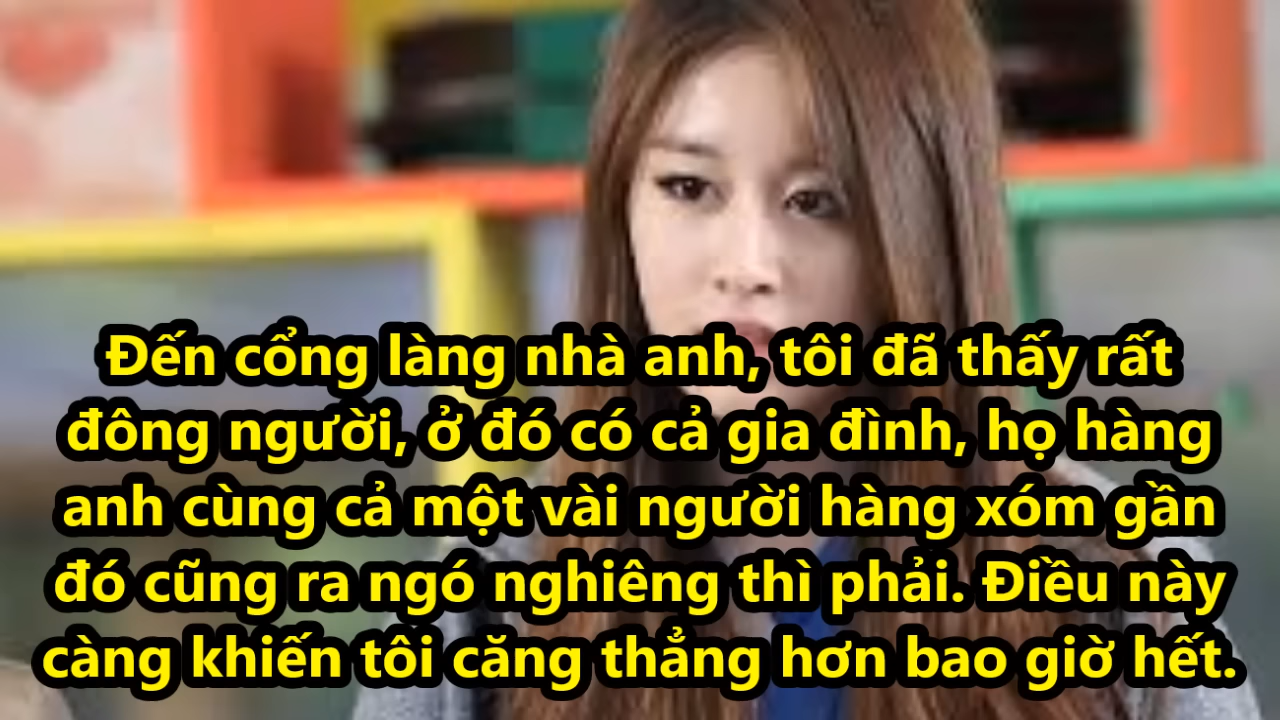 Đến cổng làng nhà anh, tôi đã thấy rất
đông người, ở đó có cả gia đình, họ hàng
anh cùng cả một vài người hàng xóm gần
đó cũng ra ngó nghiêng thì phải. Điều này
càng khiến tôi căng thẳng hơn bao giờ hết.